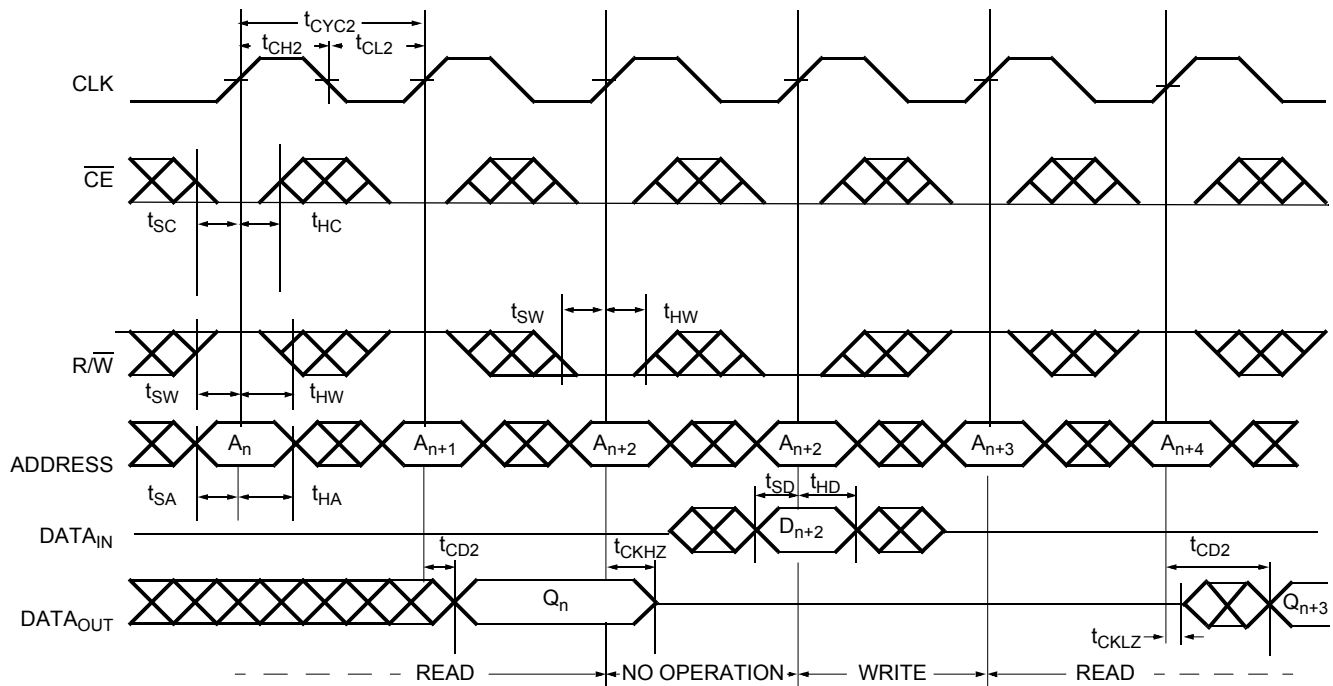 tCYC2
tCH2 tCL2
CLK
CE
tSC tHC
tSW tHW
R/W
tSW tHW
An An+1 An+2 An+2 An+3 An+4
ADDRESS
tSA tHA tSD tHD
DATAIN Dn+2
tCD2 tCKHZ tCD2
DATAOUT Qn Qn+3
tCKLZ
READ NO OPERATION WRITE READ